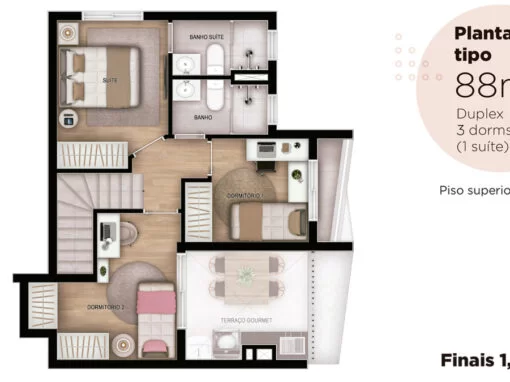 BANHO SUÍTE
SUÍTE
BANHO
DORMITÓRIO 1
DORMITÓRIO 2
TERRAÇO GOURMET
Planta
tipo
88m
Duplex
3 dorms
(1 suíte)
Piso superio
Finais 1,